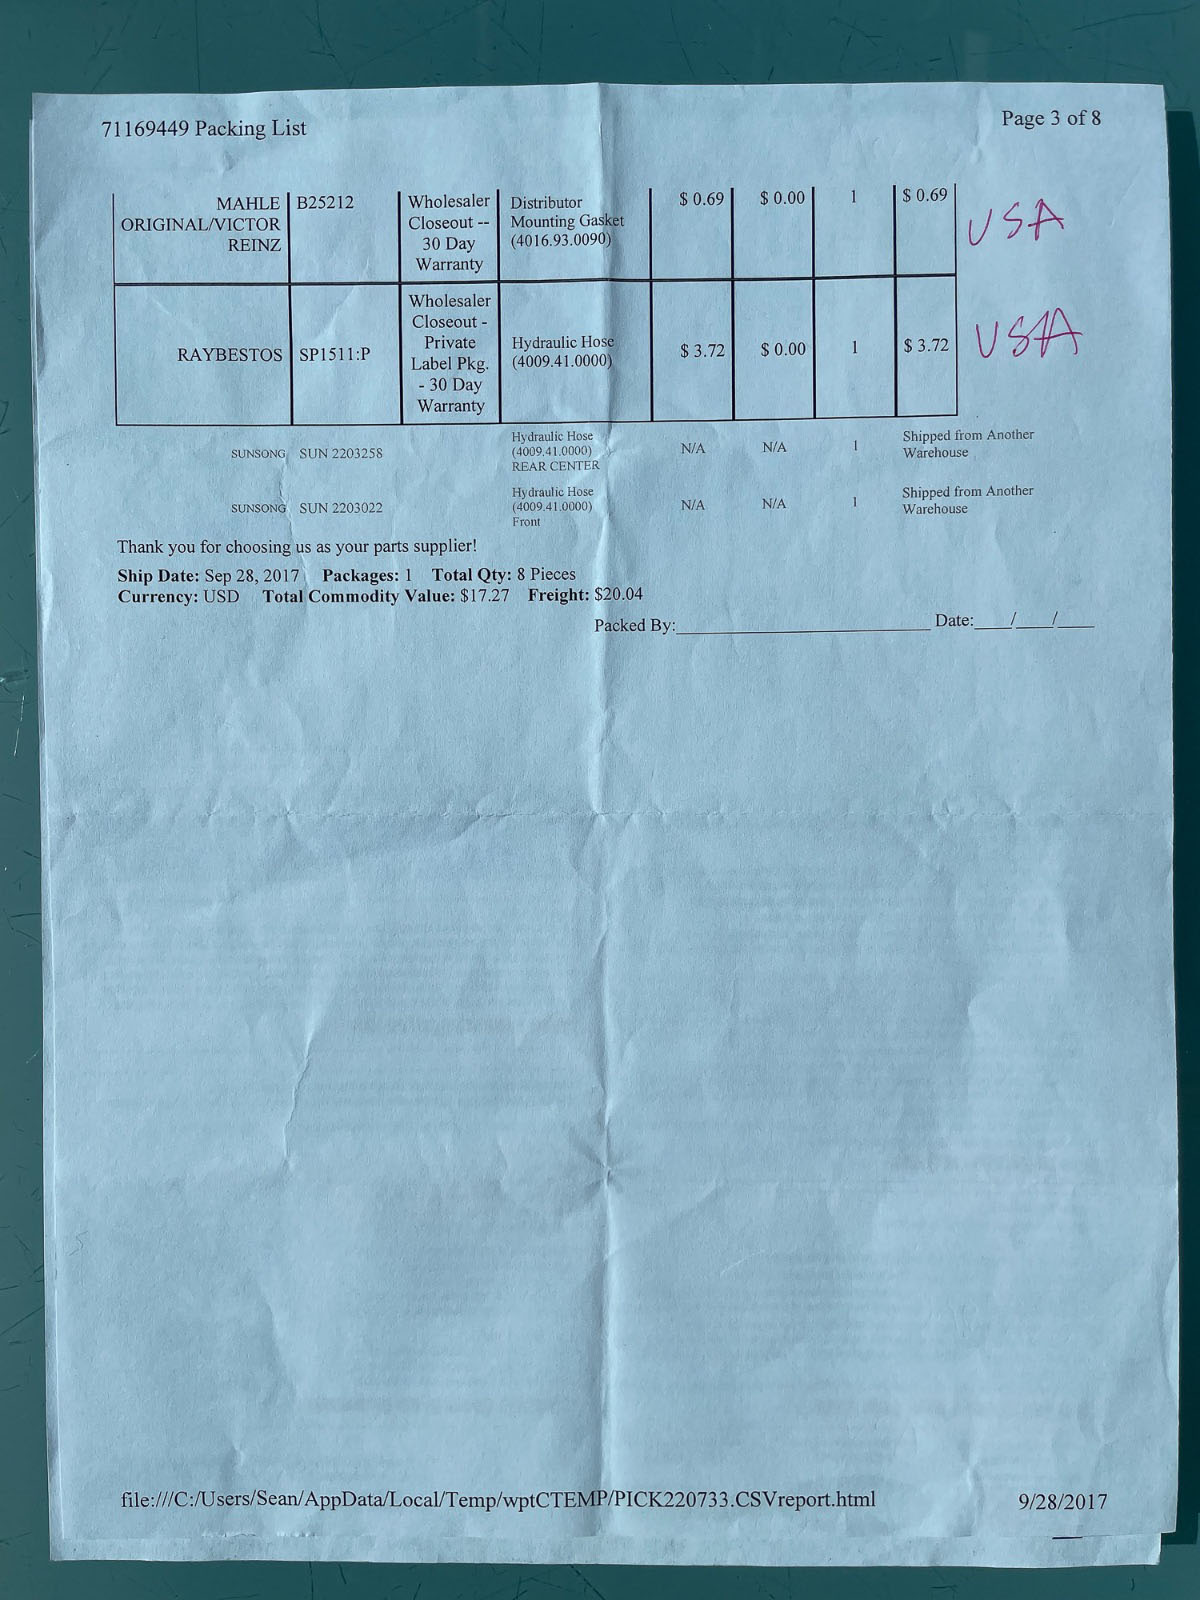 71169449 Packing List
Page 3 of 8
MAHLE ORIGINAL/VICTOR REINZ B25212 Wholesaler Closeout -- 30 Day Warranty Distributor Mounting Gasket (4016.93.0090) $ 0.69 $ 0.00 1 $ 0.69 USA
RAYBESTOS SP1511:P Wholesaler Closeout - Private Label Pkg. - 30 Day Warranty Hydraulic Hose (4009.41.0000) $ 3.72 $ 0.00 1 $ 3.72 USA
SUNSONG SUN 2203258 Hydraulic Hose (4009.41.0000) REAR CENTER N/A N/A 1 Shipped from Another Warehouse
SUNSONG SUN 2203022 Hydraulic Hose (4009.41.0000) Front N/A N/A 1 Shipped from Another Warehouse
Thank you for choosing us as your parts supplier!
Ship Date: Sep 28, 2017 Packages: 1 Total Qty: 8 Pieces
Currency: USD Total Commodity Value: $17.27 Freight: $20.04
Packed By:__________________________ Date:____/____/____
file:///C:/Users/Sean/AppData/Local/Temp/wptCTEMP/PICK220733.CSVreport.html
9/28/2017